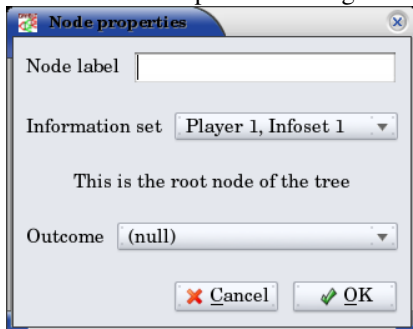 Node properties
Node label
Information set Player 1, Infoset 1
This is the root node of the tree
Outcome (null)
Cancel OK